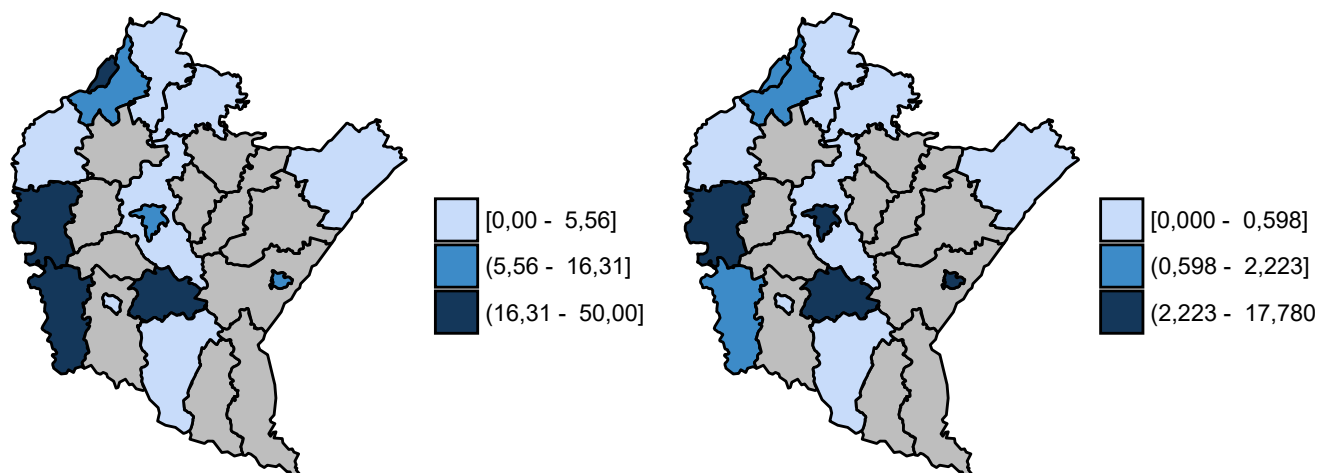 [0,00 - 5,56]
(5,56 - 16,31]
(16,31 - 50,00]
[0,000 - 0,598]
(0,598 - 2,223]
(2,223 - 17,780